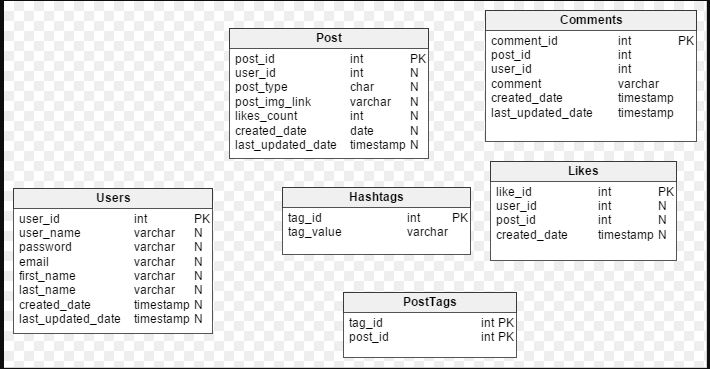 Post
post_id int PK
user_id int N
post_type char N
post_img_link varchar N
likes_count int N
created_date date N
last_updated_date timestamp N
Comments
comment_id int PK
post_id int
user_id int
comment varchar
created_date timestamp
last_updated_date timestamp
Users
user_id int PK
user_name varchar N
password varchar N
email varchar N
first_name varchar N
last_name varchar N
created_date timestamp N
last_updated_date timestamp N
Hashtags
tag_id int PK
tag_value varchar
Likes
like_id int PK
user_id int N
post_id int N
created_date timestamp N
PostTags
tag_id int PK
post_id int PK